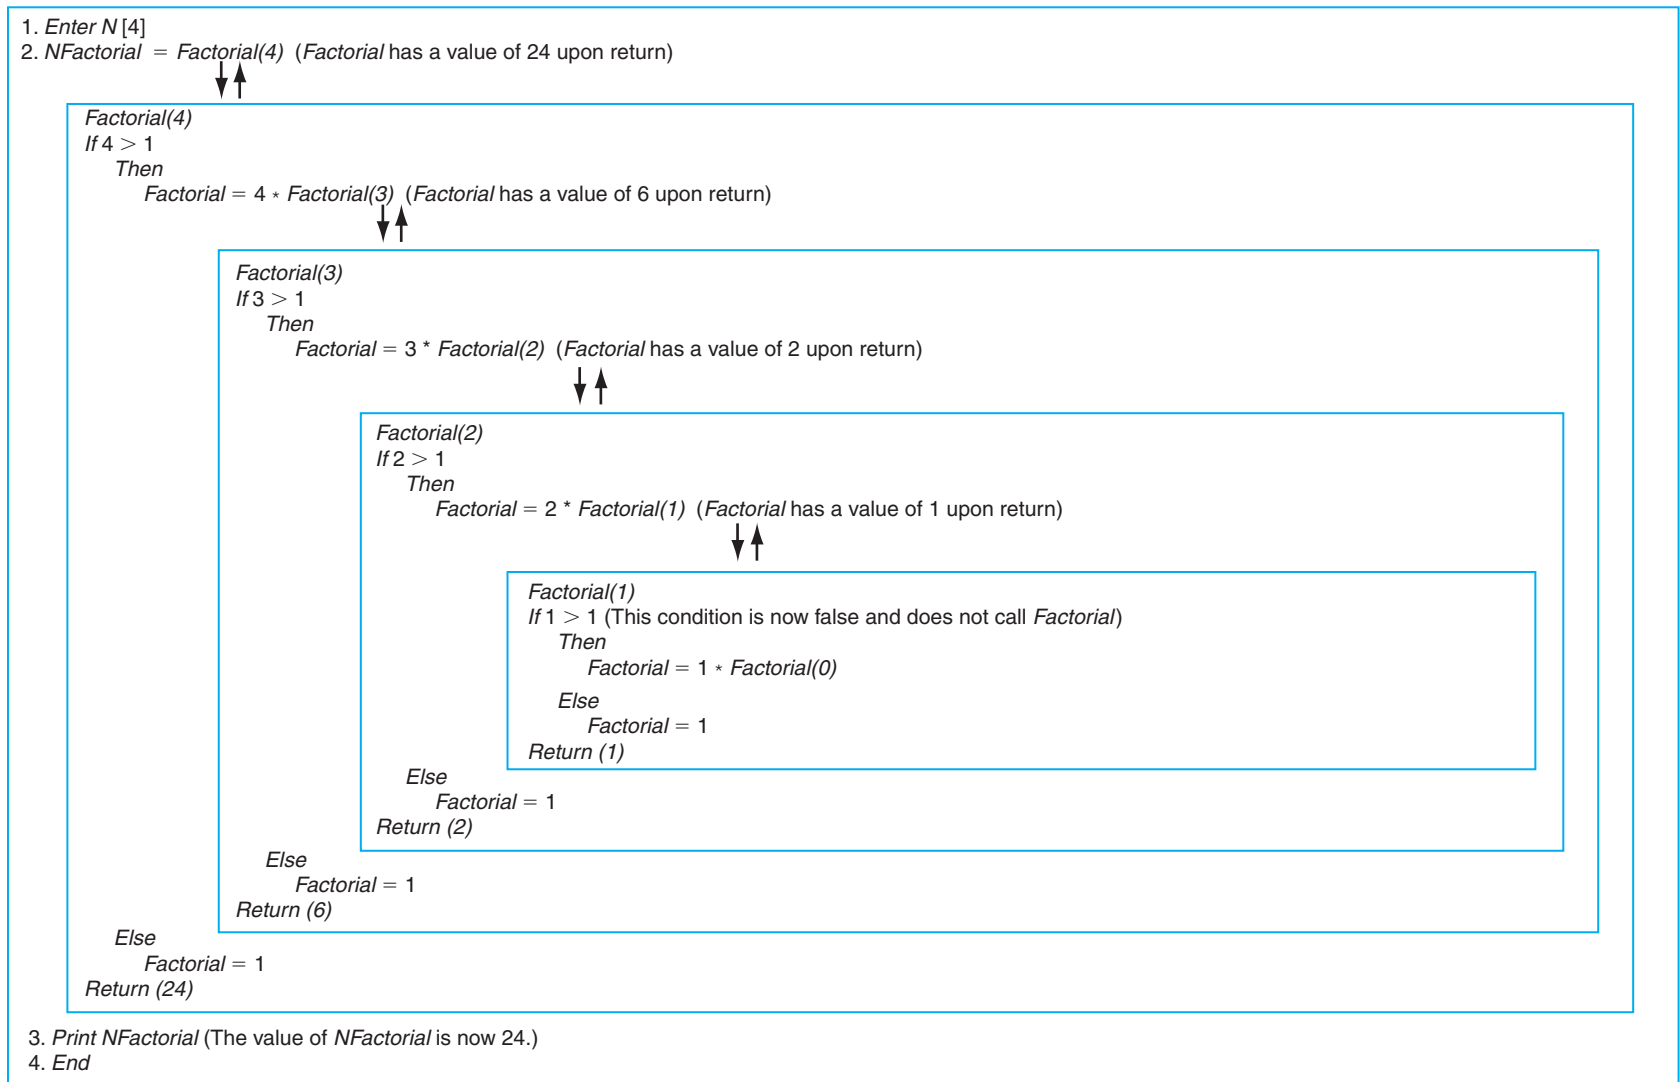 1. Enter N [4]
2. NFactorial = Factorial(4) (Factorial has a value of 24 upon return)
Factorial(4)
If 4 > 1
Then
Factorial = 4 * Factorial(3) (Factorial has a value of 6 upon return)
Factorial(3)
If 3 > 1
Then
Factorial = 3 * Factorial(2) (Factorial has a value of 2 upon return)
Factorial(2)
If 2 > 1
Then
Factorial = 2 * Factorial(1) (Factorial has a value of 1 upon return)
Factorial(1)
If 1 > 1 (This condition is now false and does not call Factorial)
Then
Factorial = 1 * Factorial(0)
Else
Factorial = 1
Return (1)
Else
Factorial = 1
Return (2)
Else
Factorial = 1
Return (6)
Else
Factorial = 1
Return (24)
3. Print NFactorial (The value of NFactorial is now 24.)
4. End